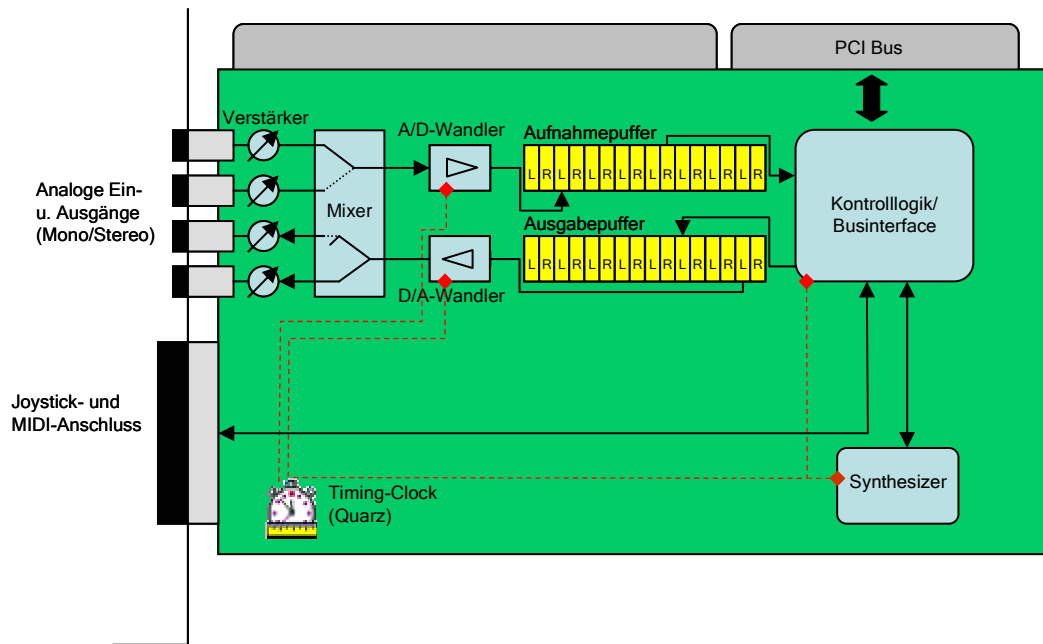 PCI Bus
Verstärker
A/D-Wandler
Aufnahmepuffer
L R L R L R L R L R L R L R L R
Analoge Ein-
u. Ausgänge
(Mono/Stereo)
Mixer
Kontrolllogik/
Businterface
Ausgabepuffer
L R L R L R L R L R L R L R L R
D/A-Wandler
Joystick- und
MIDI-Anschluss
Timing-Clock
(Quarz)
Synthesizer